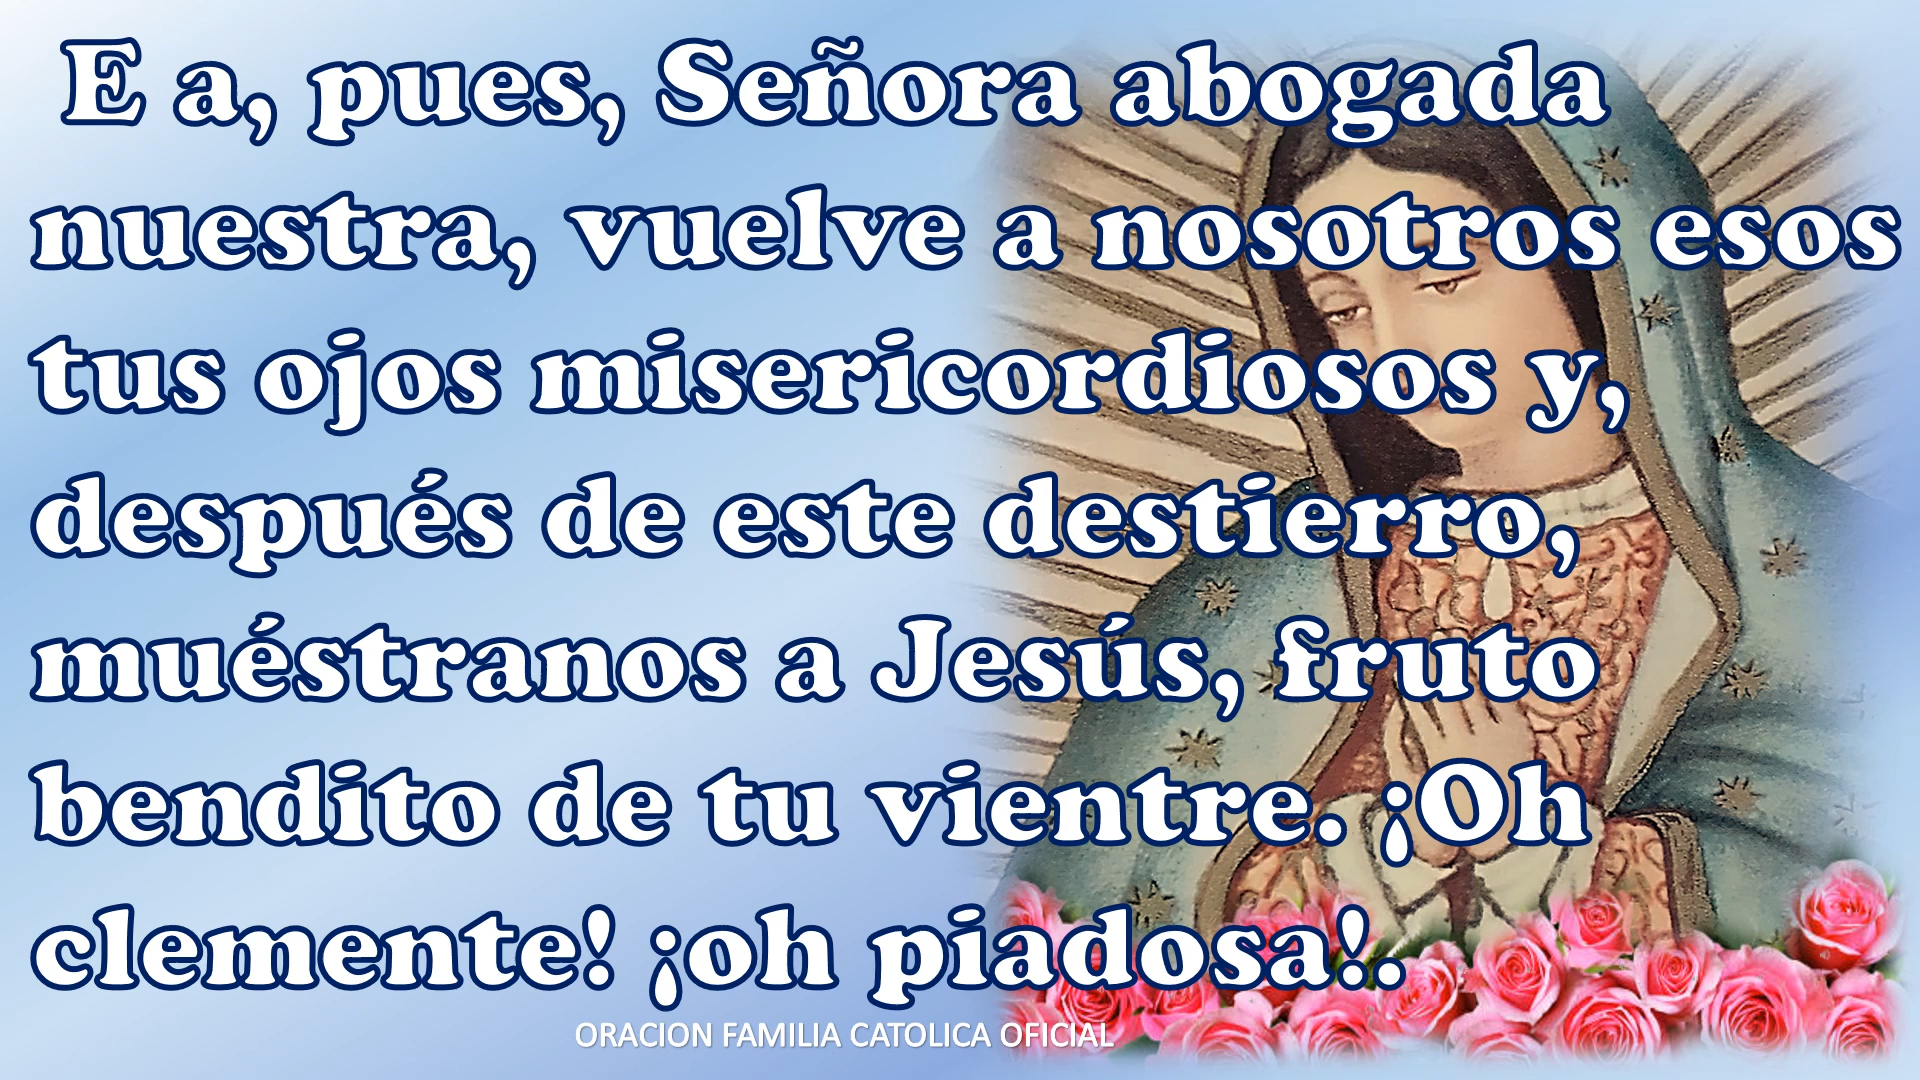 E a, pues, Señora abogada
nuestra, vuelve a nosotros esos
tus ojos misericordiosos y,
después de este destierro,
muéstranos a Jesús, fruto
bendito de tu vientre. ¡Oh
clemente! ¡oh piadosa!.
ORACION FAMILIA CATOLICA OFICIAL